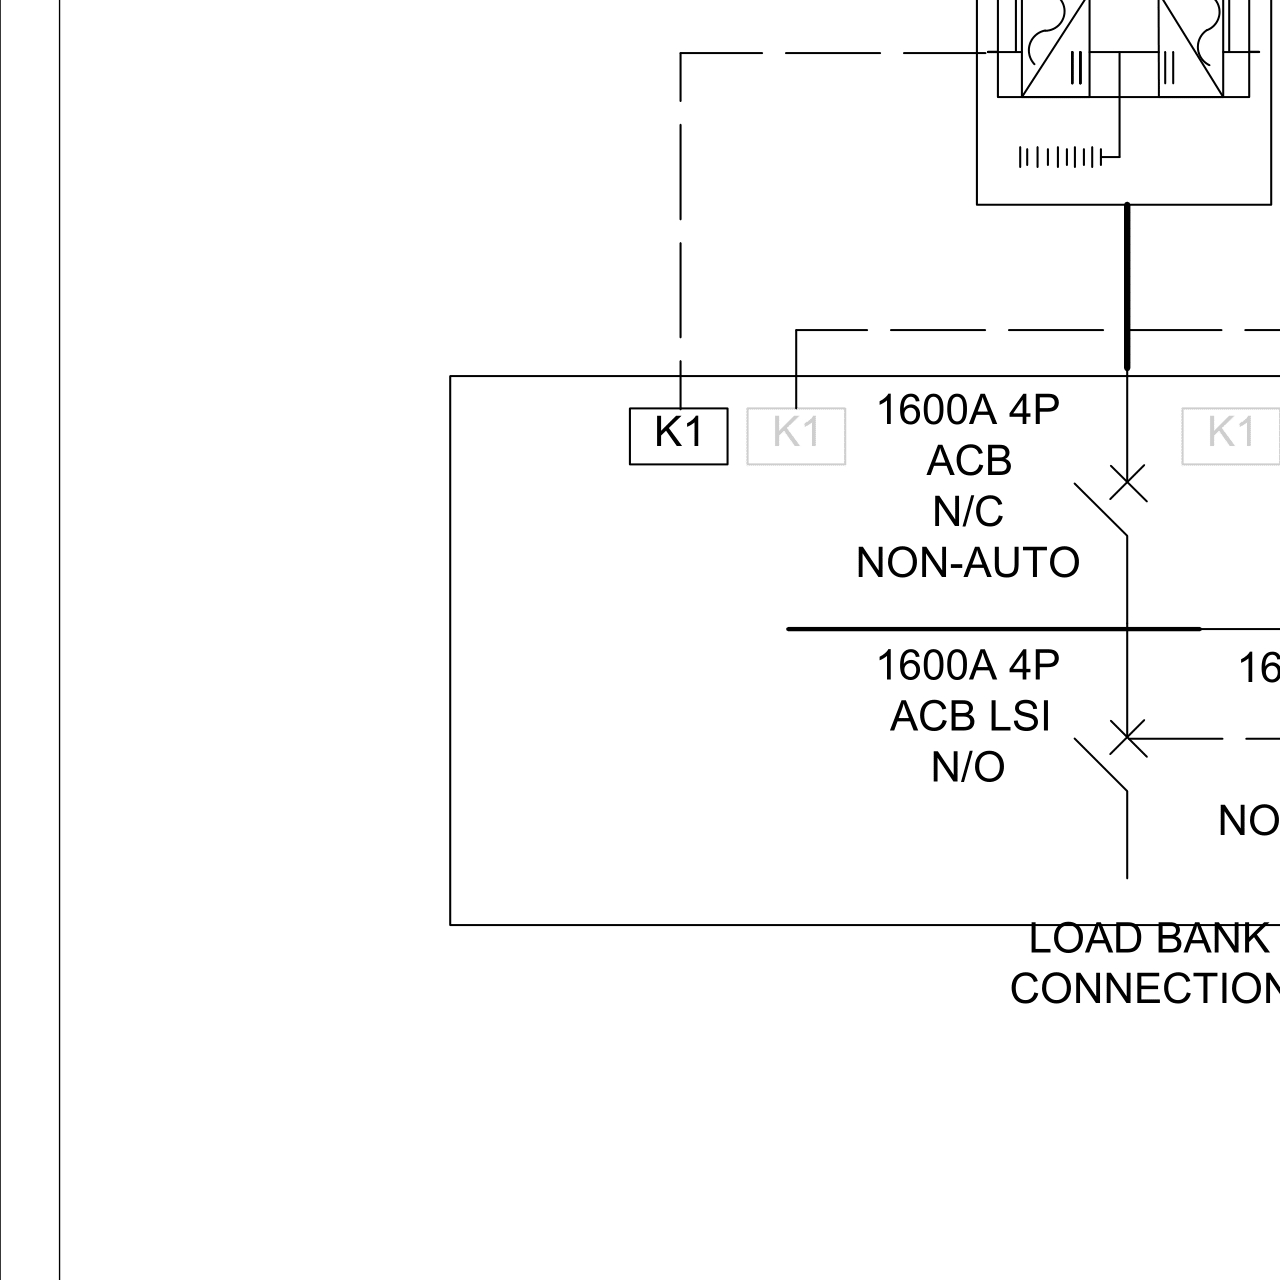 K1
K1
1600A 4P
ACB
N/C
NON-AUTO
K1
1600A 4P
ACB LSI
N/O
16
NO
LOAD BANK
CONNECTION